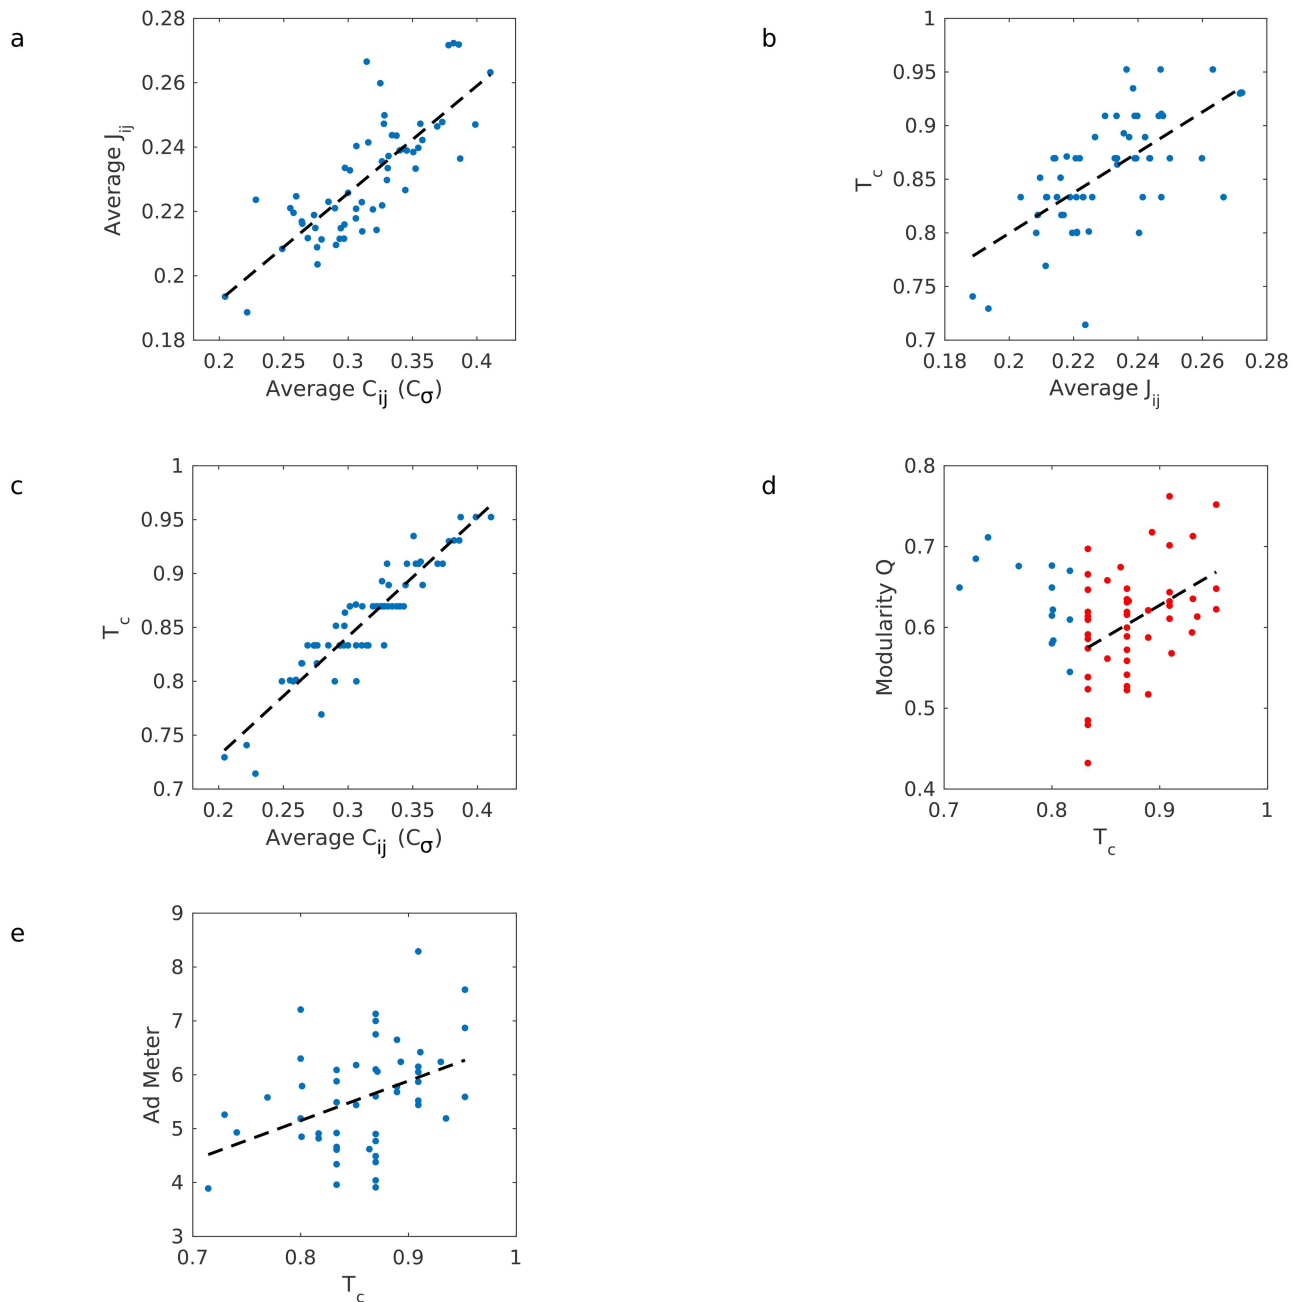 a
0.28
0.26
0.24
0.22
0.2
0.18
Average J_ij
0.2 0.25 0.3 0.35 0.4
Average C_ij (C_σ)
b
1
0.95
0.9
0.85
0.8
0.75
0.7
T_c
0.18 0.2 0.22 0.24 0.26 0.28
Average J_ij
c
1
0.95
0.9
0.85
0.8
0.75
0.7
T_c
0.2 0.25 0.3 0.35 0.4
Average C_ij (C_σ)
d
0.8
0.7
0.6
0.5
0.4
Modularity Q
0.7 0.8 0.9 1
T_c
e
9
8
7
6
5
4
3
Ad Meter
0.7 0.8 0.9 1
T_c